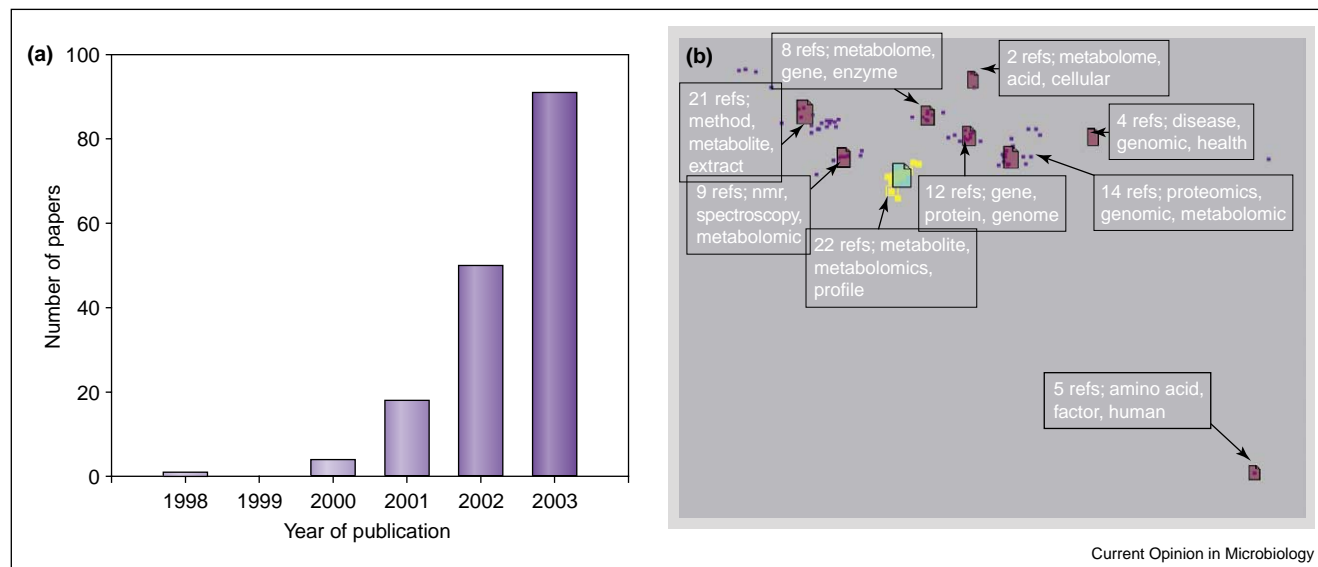 (a)
100
80
60
40
20
0
Number of papers
1998 1999 2000 2001 2002 2003
Year of publication
(b)
8 refs; metabolome,
gene, enzyme
2 refs; metabolome,
acid, cellular
21 refs;
method,
metabolite,
extract
4 refs; disease,
genomic, health
9 refs; nmr,
spectroscopy,
metabolomic
12 refs; gene,
protein, genome
14 refs; proteomics,
genomic, metabolomic
22 refs; metabolite,
metabolomics,
profile
5 refs; amino acid,
factor, human
Current Opinion in Microbiology